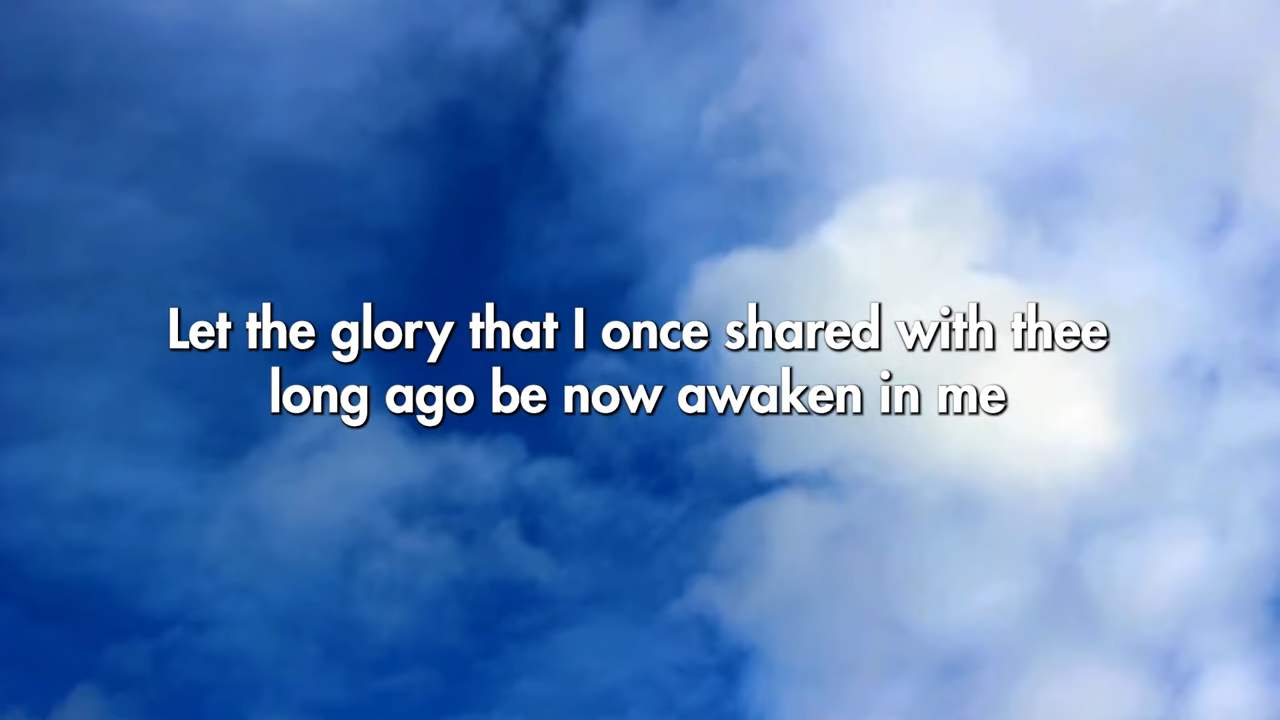 Let the glory that I once shared with thee
long ago be now awaken in me